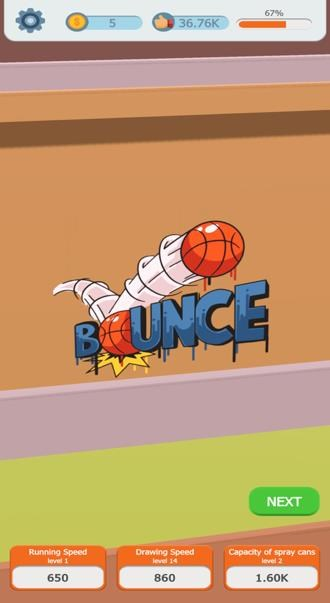 67%
5
36.76K
BOUNCE
NEXT
Running Speed
level 1
650
Drawing Speed
level 14
860
Capacity of spray cans
level 2
1.60K